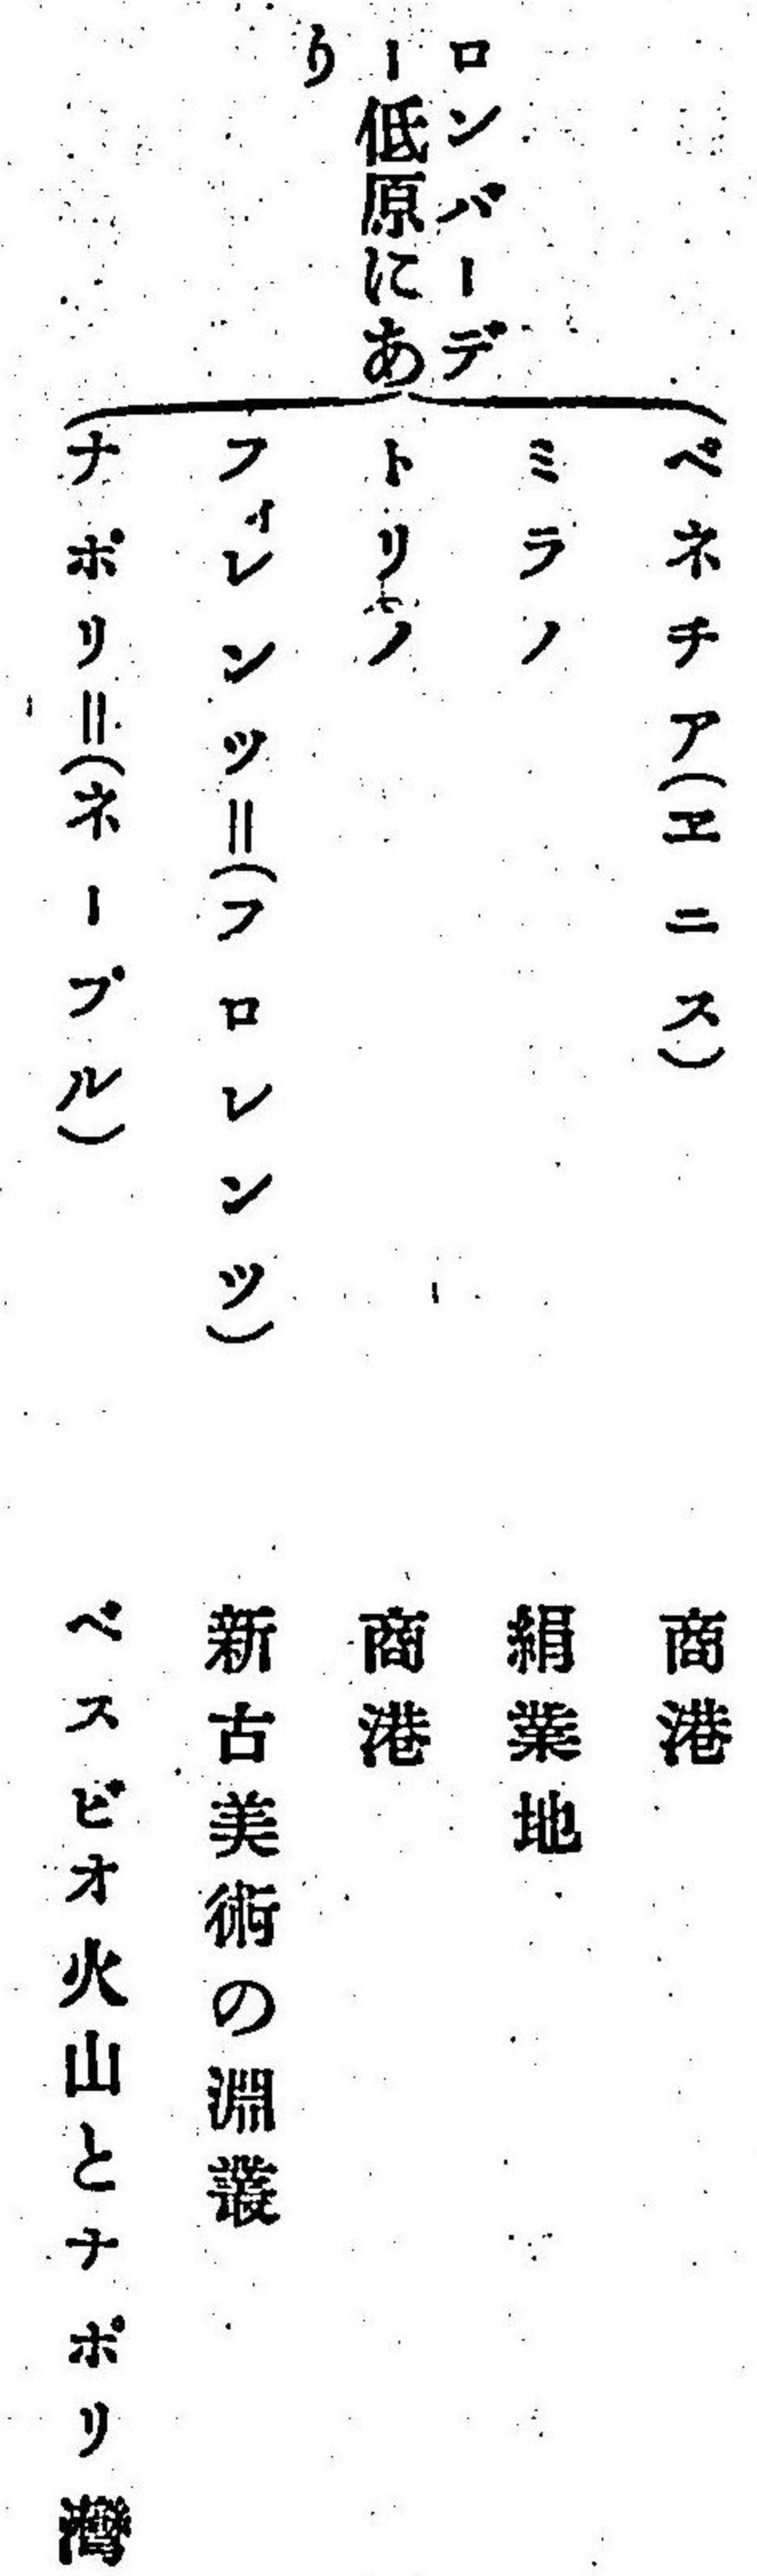 ロンバーデ
ー低原にあ
り
ベネチア(ヱニス) 商港
ミラノ 絹業地
トリノ 商港
フィレンツ=(フロレンツ) 新古美術の淵叢
ナポリ=(ネープル) ベスビオ火山とナポリ灣